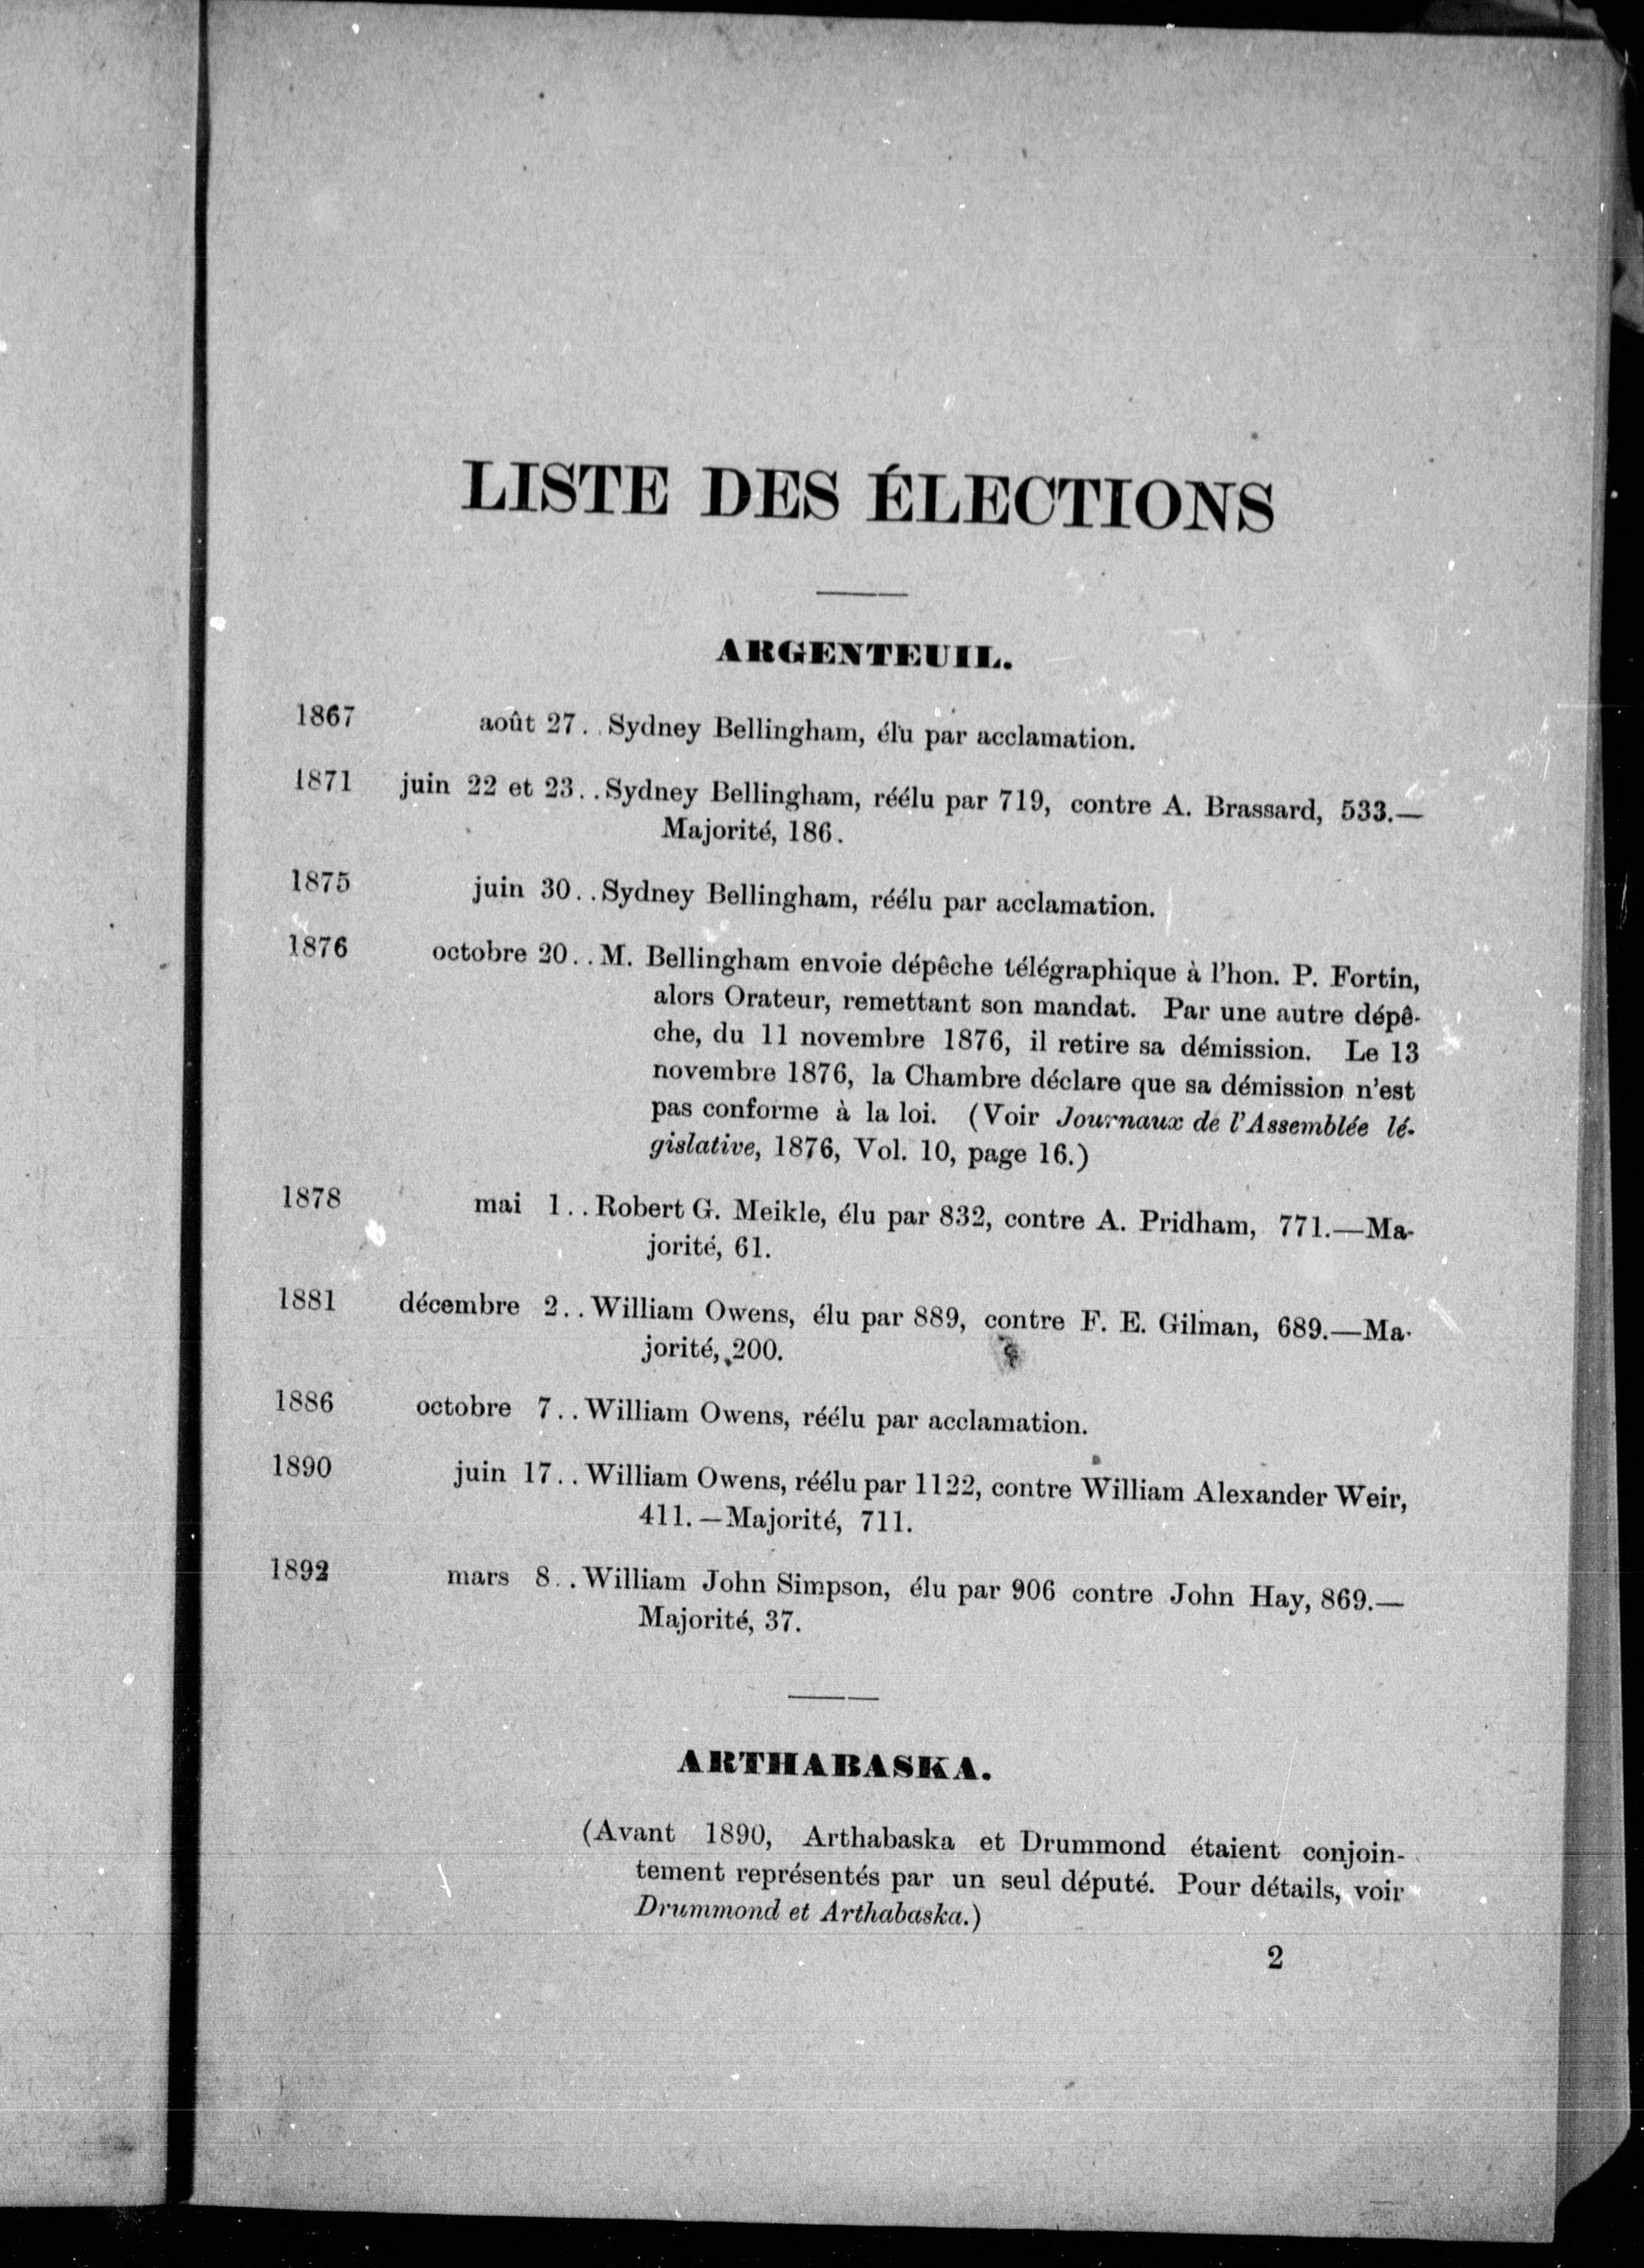 LISTE DES ÉLECTIONS
ARGENTEUIL.
1867 août 27.. Sydney Bellingham, élu par acclamation.
1871 juin 22 et 23.. Sydney Bellingham, réélu par 719, contre A. Brassard, 533.—
Majorité, 186.
1875 juin 30.. Sydney Bellingham, réélu par acclamation.
1876 octobre 20.. M. Bellingham envoie dépêche télégraphique à l'hon. P. Fortin,
alors Orateur, remettant son mandat. Par une autre dépê-
che, du 11 novembre 1876, il retire sa démission. Le 13
novembre 1876, la Chambre déclare que sa démission n'est
pas conforme à la loi. (Voir Journaux de l'Assemblée lé-
gislative, 1876, Vol. 10, page 16.)
1878 mai 1.. Robert G. Meikle, élu par 832, contre A. Pridham, 771.—Ma-
jorité, 61.
1881 décembre 2.. William Owens, élu par 889, contre F. E. Gilman, 689.—Ma-
jorité, 200.
1886 octobre 7.. William Owens, réélu par acclamation.
1890 juin 17.. William Owens, réélu par 1122, contre William Alexander Weir,
411.—Majorité, 711.
1892 mars 8.. William John Simpson, élu par 906 contre John Hay, 869.—
Majorité, 37.
ARTHABASKA.
(Avant 1890, Arthabaska et Drummond étaient conjoin-
tement représentés par un seul député. Pour détails, voir
Drummond et Arthabaska.)
2